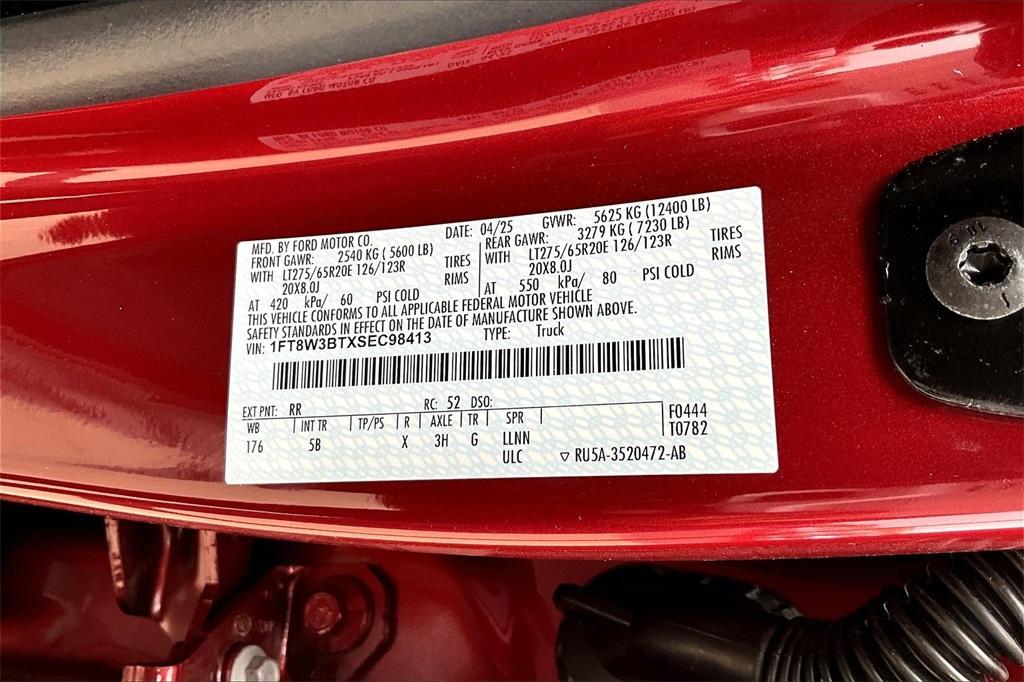 MFD. BY FORD MOTOR CO.
DATE: 04/25 GVWR: 5625 KG (12400 LB)
FRONT GAWR: 2540 KG ( 5600 LB)
WITH LT275/65R20E 126/123R TIRES
20X8.0J RIMS
AT 420 kPa/ 60 PSI COLD
REAR GAWR: 3279 KG ( 7230 LB)
WITH LT275/65R20E 126/123R TIRES
20X8.0J RIMS
AT 550 kPa/ 80 PSI COLD
THIS VEHICLE CONFORMS TO ALL APPLICABLE FEDERAL MOTOR VEHICLE
SAFETY STANDARDS IN EFFECT ON THE DATE OF MANUFACTURE SHOWN ABOVE.
VIN: 1FT8W3BTXSEC98413 TYPE: Truck
EXT PNT: RR RC: 52 DSO:
WB INT TR TP/PS R AXLE TR SPR F0444
176 5B X 3H G LLNN T0782
ULC ▽ RU5A-3520472-AB
10.9